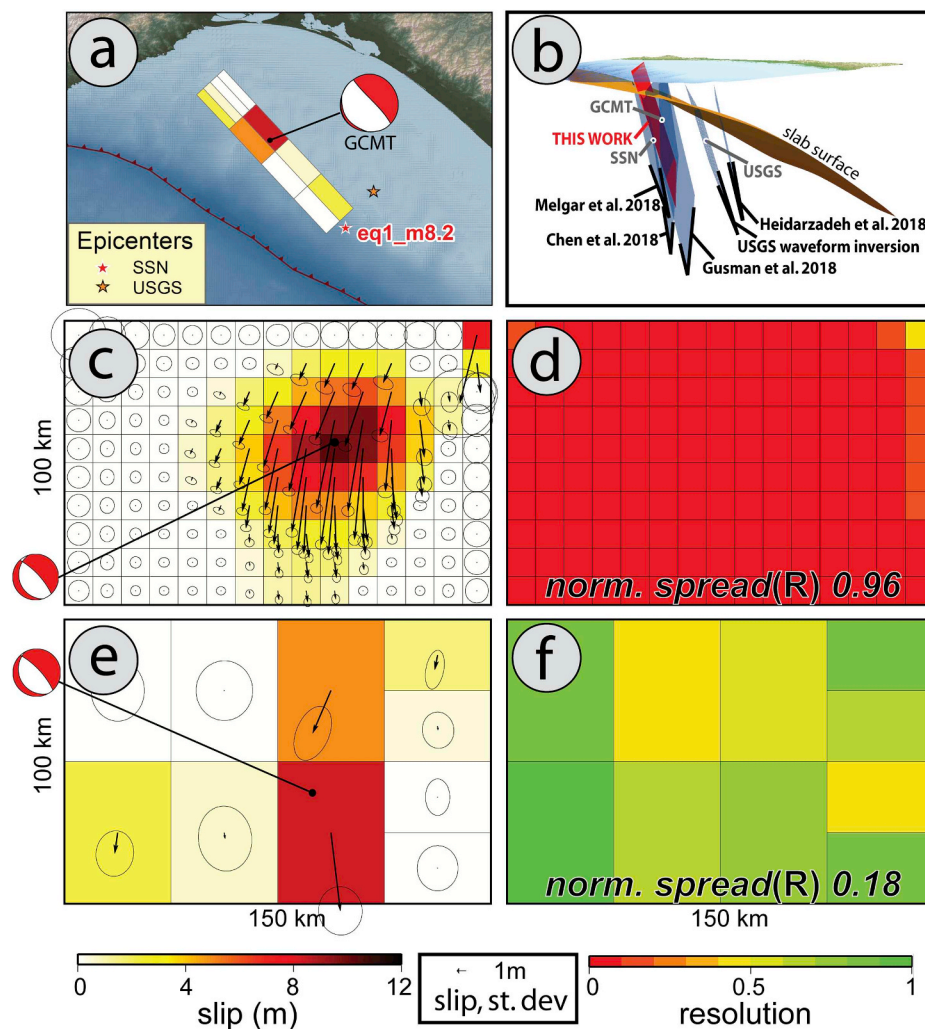 a
GCMT
eq1_m8.2
Epicenters
SSN
USGS
b
GCMT
THIS WORK
SSN
USGS
slab surface
Melgar et al. 2018
Chen et al. 2018
Heidarzadeh et al. 2018
USGS waveform inversion
Gusman et al. 2018
c
100 km
d
norm. spread(R) 0.96
e
100 km
150 km
f
norm. spread(R) 0.18
150 km
0 4 8 12
slip (m)
1m
slip, st. dev
0 0.5 1
resolution